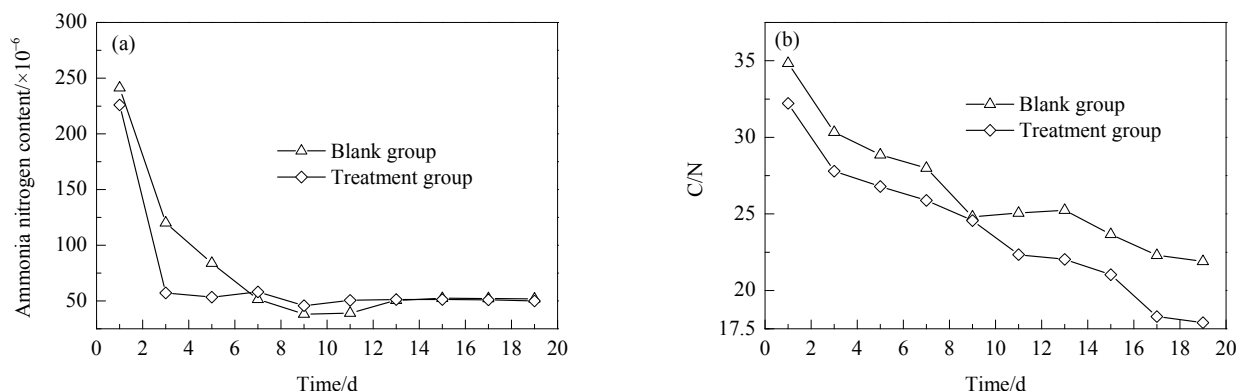 (a)
Ammonia nitrogen content/×10⁻⁶
300
250
200
150
100
50
0
Blank group
Treatment group
0 2 4 6 8 10 12 14 16 18 20
Time/d
(b)
C/N
35
30
25
20
17.5
Blank group
Treatment group
0 2 4 6 8 10 12 14 16 18 20
Time/d